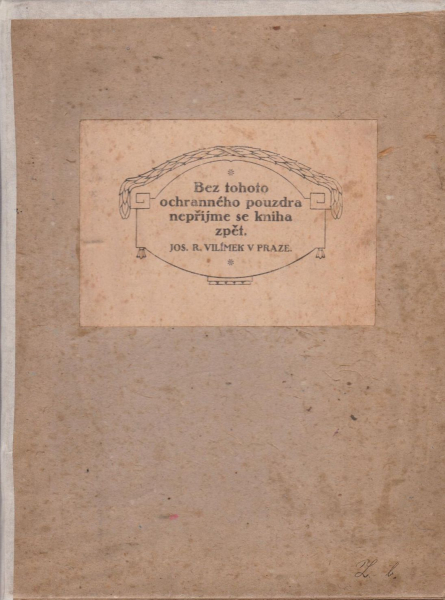 Bez tohoto
ochranného pouzdra
nepřijme se kniha
zpět.
JOS. R. VILÍMEK V PRAZE.